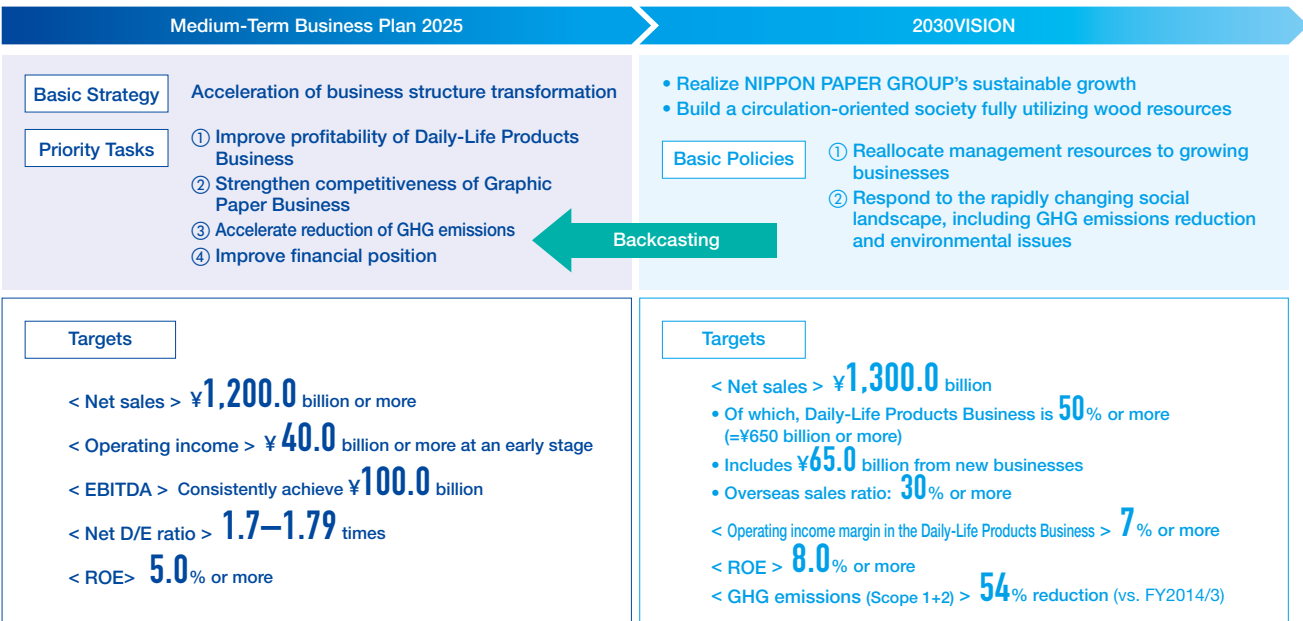 Medium-Term Business Plan 2025
2030VISION
Basic Strategy
Acceleration of business structure transformation
Priority Tasks
① Improve profitability of Daily-Life Products
Business
② Strengthen competitiveness of Graphic
Paper Business
③ Accelerate reduction of GHG emissions
④ Improve financial position
• Realize NIPPON PAPER GROUP's sustainable growth
• Build a circulation-oriented society fully utilizing wood resources
Basic Policies
① Reallocate management resources to growing
businesses
② Respond to the rapidly changing social
landscape, including GHG emissions reduction
and environmental issues
Backcasting
Targets
< Net sales > ¥1,200.0 billion or more
< Operating income > ¥ 40.0 billion or more at an early stage
< EBITDA > Consistently achieve ¥100.0 billion
< Net D/E ratio > 1.7–1.79 times
< ROE> 5.0% or more
Targets
< Net sales > ¥1,300.0 billion
• Of which, Daily-Life Products Business is 50% or more
(=¥650 billion or more)
• Includes ¥65.0 billion from new businesses
• Overseas sales ratio: 30% or more
< Operating income margin in the Daily-Life Products Business > 7% or more
< ROE > 8.0% or more
< GHG emissions (Scope 1+2) > 54% reduction (vs. FY2014/3)